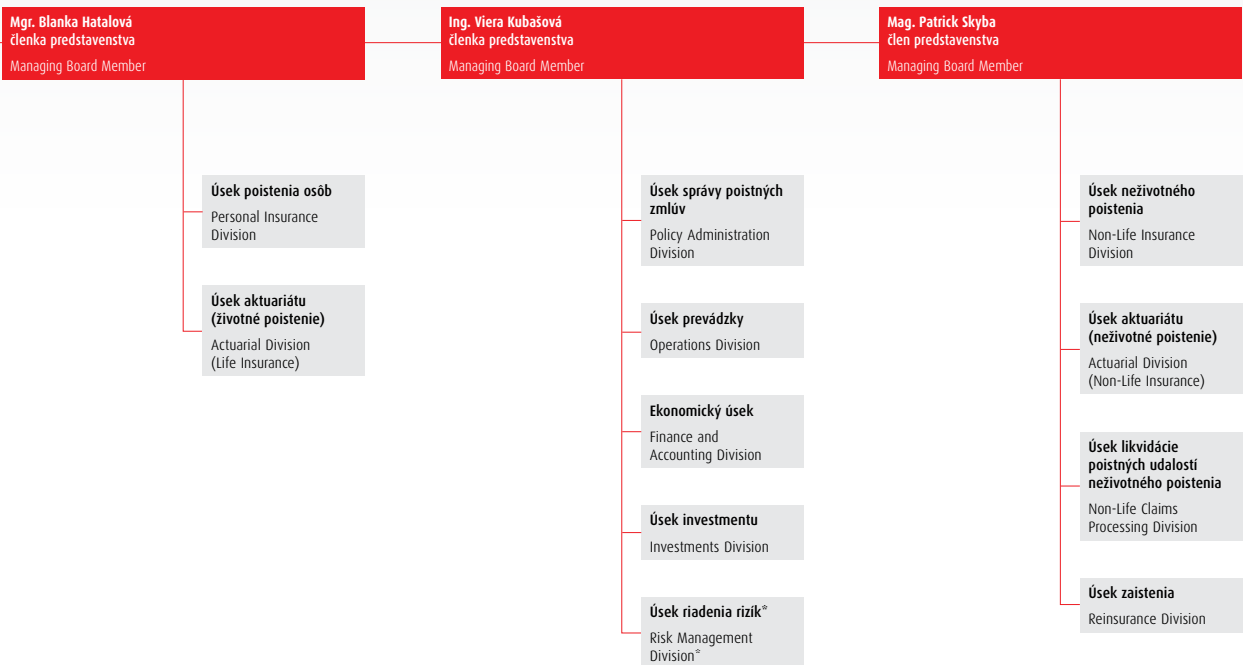 Mgr. Blanka Hatalová
členka predstavenstva
Managing Board Member
Úsek poistenia osôb
Personal Insurance
Division
Úsek aktuariátu
(životné poistenie)
Actuarial Division
(Life Insurance)
Ing. Viera Kubašová
členka predstavenstva
Managing Board Member
Úsek správy poistných
zmlúv
Policy Administration
Division
Úsek prevádzky
Operations Division
Ekonomický úsek
Finance and
Accounting Division
Úsek investmentu
Investments Division
Úsek riadenia rizík*
Risk Management
Division*
Mag. Patrick Skyba
člen predstavenstva
Managing Board Member
Úsek neživotného
poistenia
Non-Life Insurance
Division
Úsek aktuariátu
(neživotné poistenie)
Actuarial Division
(Non-Life Insurance)
Úsek likvidácie
poistných udalostí
neživotného poistenia
Non-Life Claims
Processing Division
Úsek zaistenia
Reinsurance Division